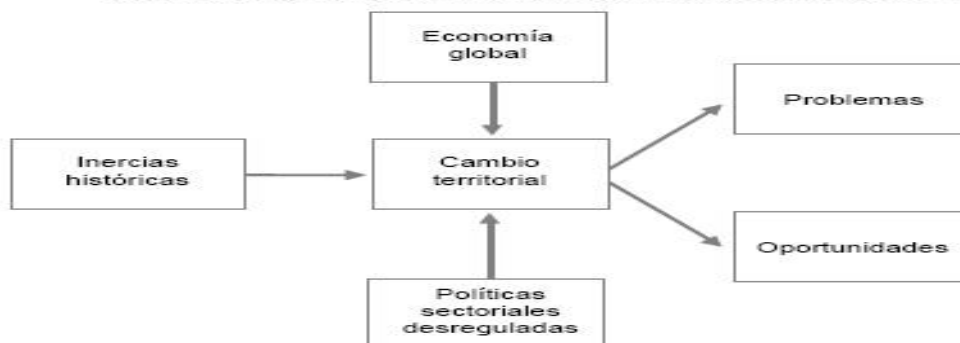 Economía
global
Problemas
Inercias
históricas
Cambio
territorial
Oportunidades
Políticas
sectoriales
desreguladas